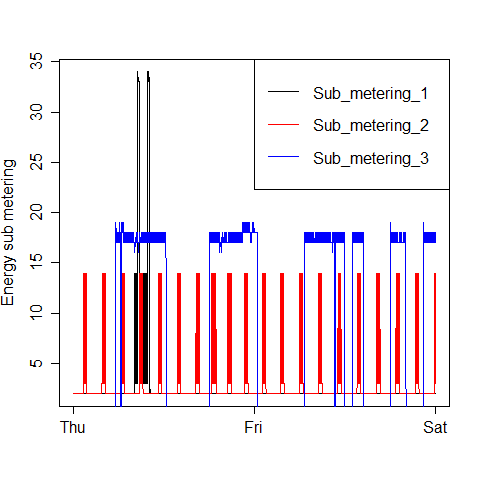 Energy sub metering
35
30
25
20
15
10
5
Sub_metering_1
Sub_metering_2
Sub_metering_3
Thu Fri Sat